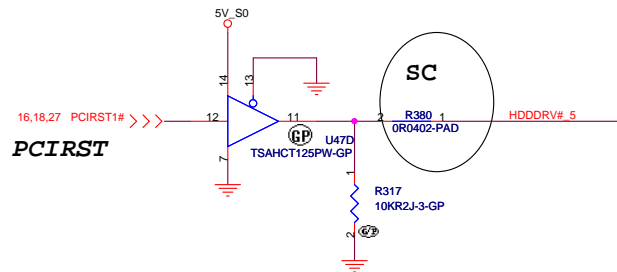 5V_S0
14
13
SC
16,18,27 PCIRST1#
12
11
2
R380
1
HDDDRV#_5
0R0402-PAD
GP
U47D
TSAHCT125PW-GP
PCIRST
7
1
R317
10KR2J-3-GP
2
G/P